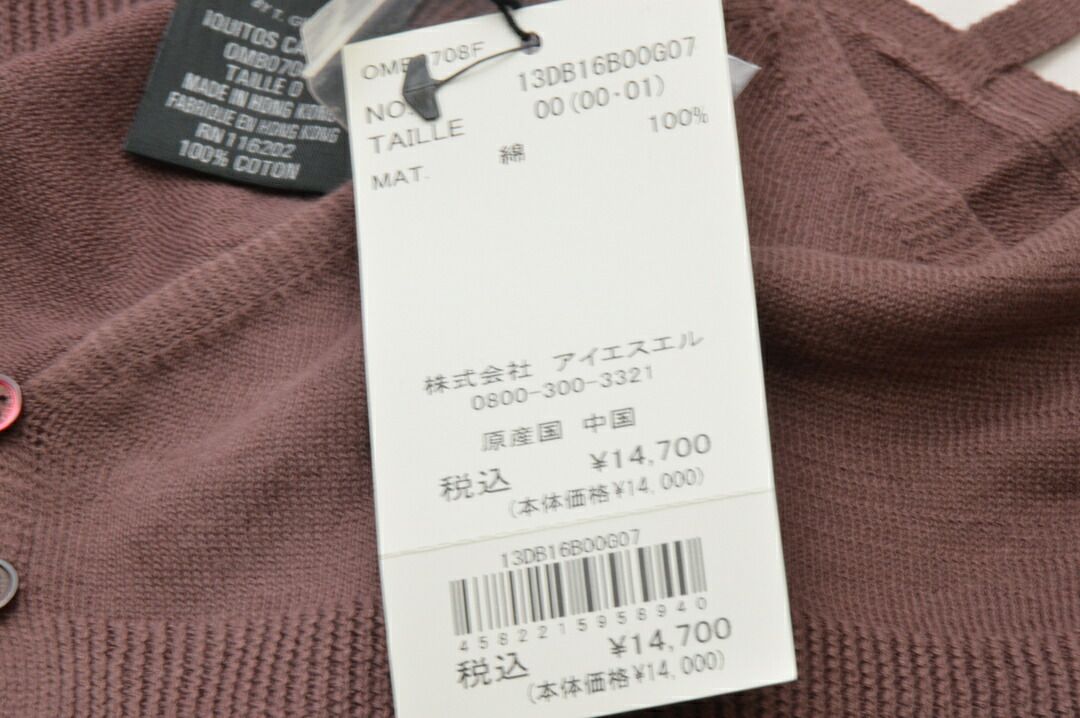 IQUITOS
TAILLE 0
MADE IN HONG KONG
FABRIQUE EN HONG KONG
RN 116202
100% COTON
NO. 13DB16B00G07
TAILLE 00(00・01)
MAT. 綿 100%
株式会社 アイエスエル
0800-300-3321
原産国 中国
税込 ¥14,700
(本体価格¥14,000)
13DB16B00G07
4582215958940
税込 ¥14,700
(本体価格¥14,000)